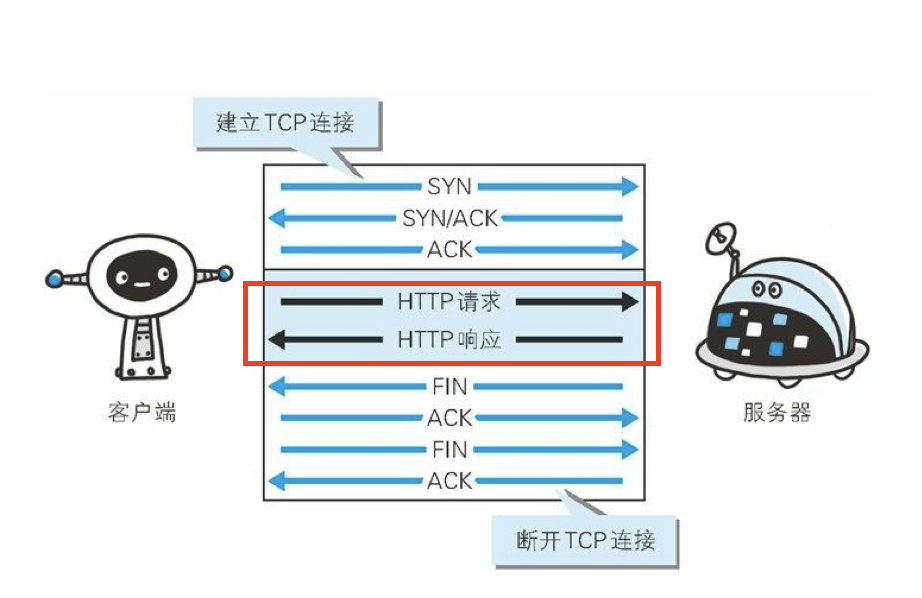 建立TCP连接
SYN
SYN/ACK
ACK
HTTP请求
HTTP响应
FIN
ACK
FIN
ACK
客户端
服务器
断开TCP连接